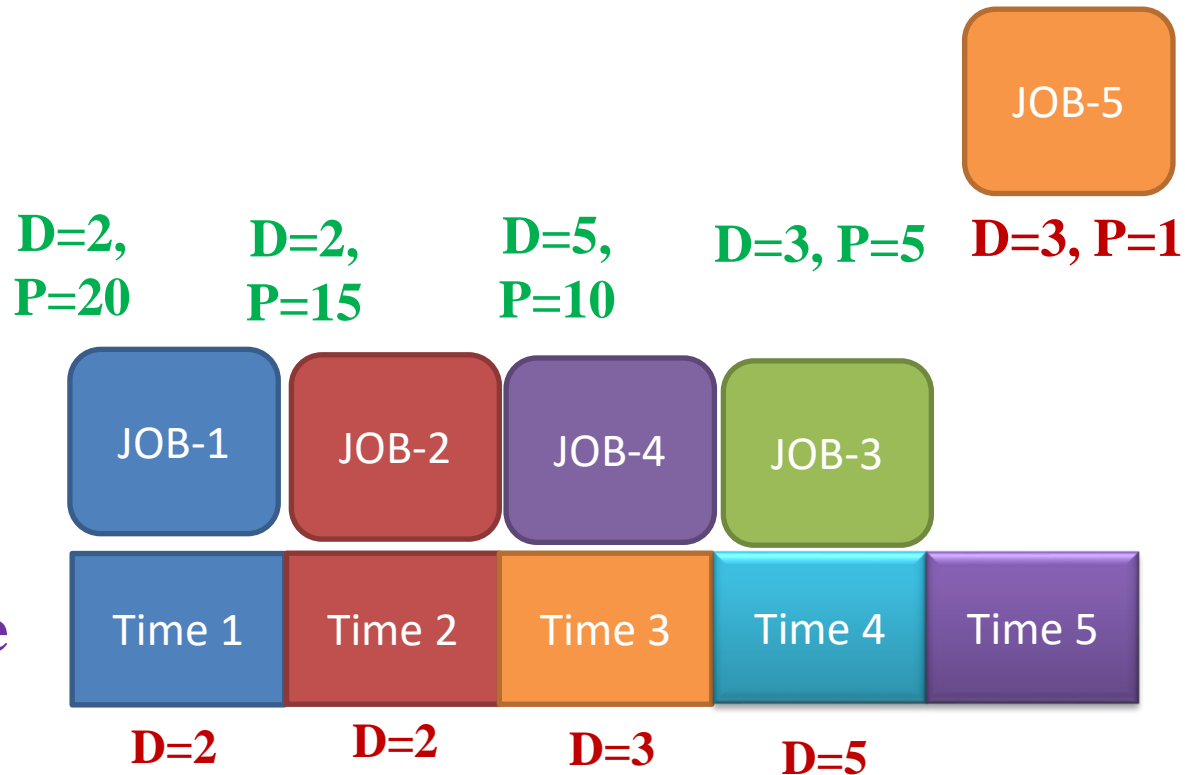 JOB-5
D=2,
P=20
D=2,
P=15
D=5,
P=10
D=3, P=5
D=3, P=1
JOB-1
JOB-2
JOB-4
JOB-3
e
Time 1
Time 2
Time 3
Time 4
Time 5
D=2
D=2
D=3
D=5